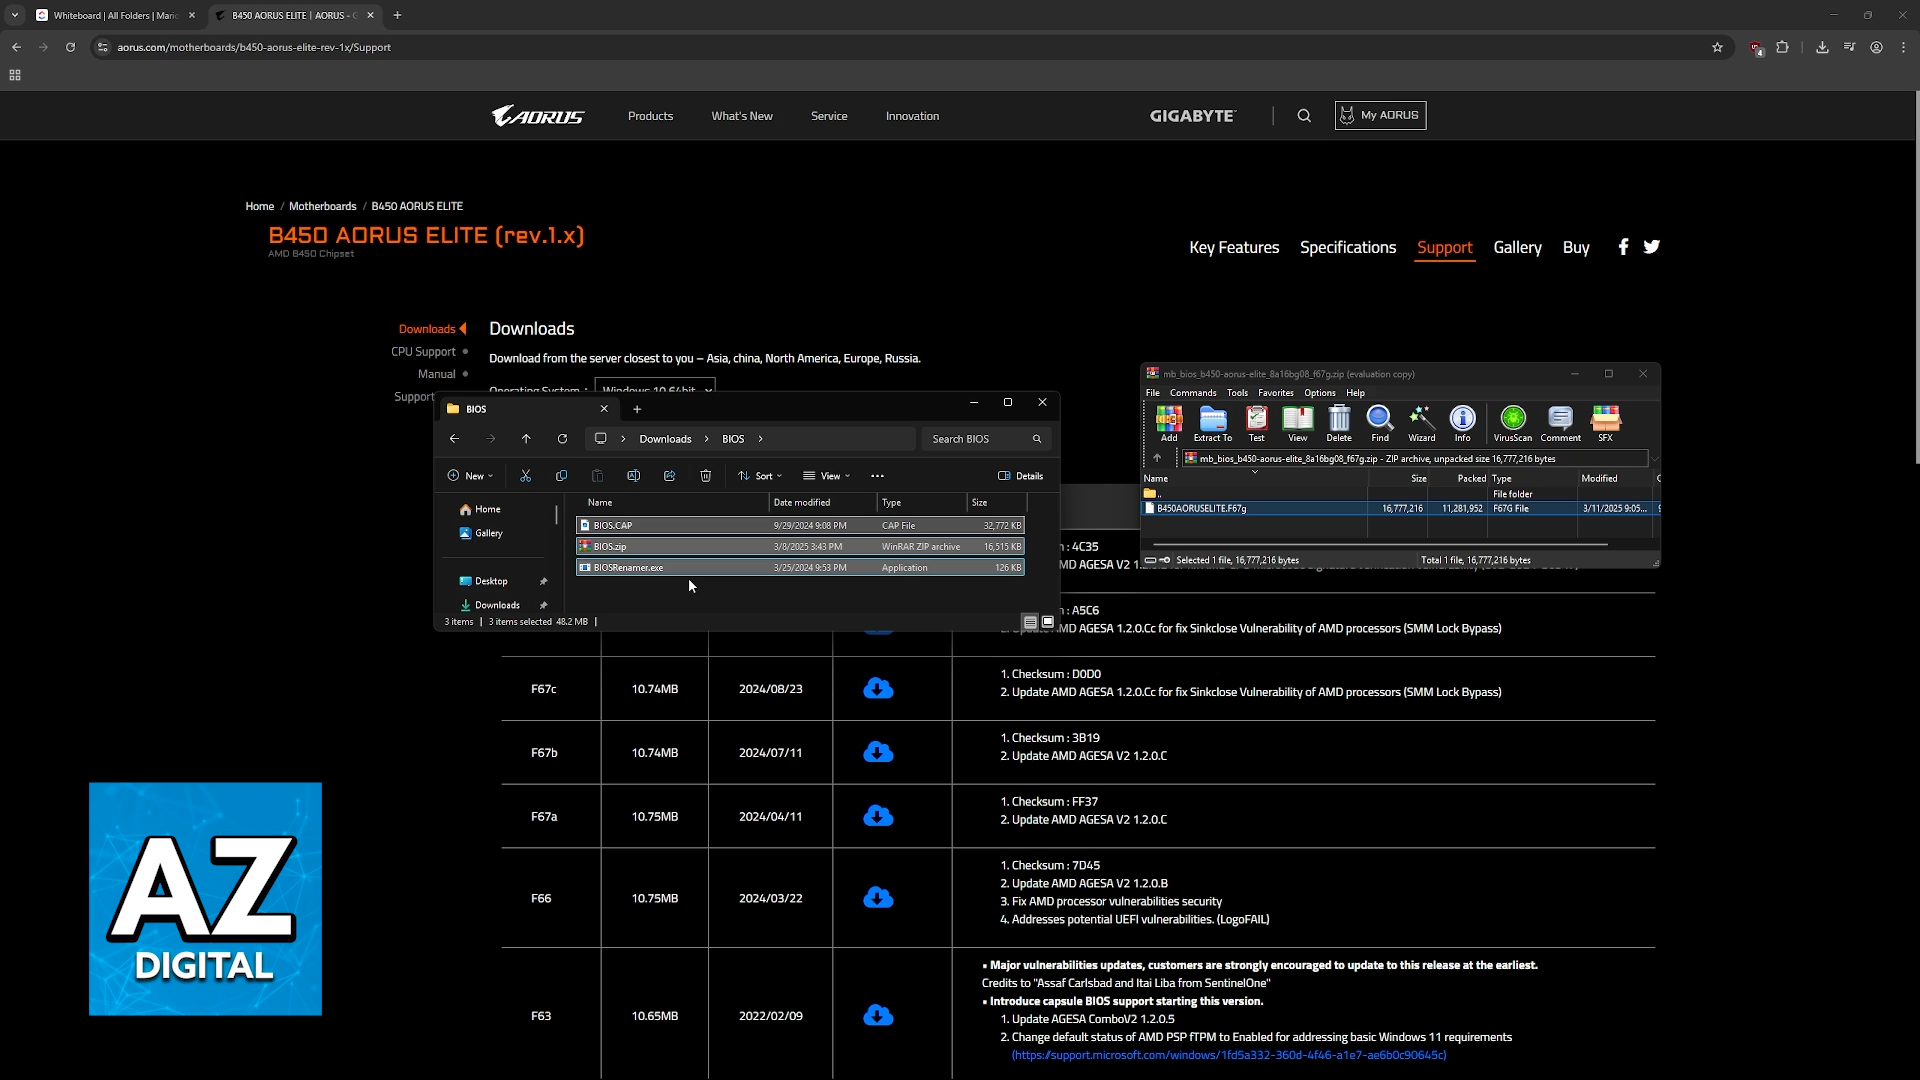 Whiteboard | All Folders | Mari
B450 AORUS ELITE | AORUS - G
aorus.com/motherboards/b450-aorus-elite-rev-1x/Support
4
AORUS
Products
What's New
Service
Innovation
GIGABYTE
My AORUS
Home / Motherboards / B450 AORUS ELITE
B450 AORUS ELITE (rev.1.x)
AMD B450 Chipset
Key Features
Specifications
Support
Gallery
Buy
Downloads
CPU Support
Manual
Support
Downloads
Download from the server closest to you – Asia, china, North America, Europe, Russia.
Operating System :
Windows 10 64bit
BIOS
Downloads > BIOS >
Search BIOS
New
Sort
View
Details
Name Date modified Type Size
Home
Gallery
Desktop
Downloads
BIOS.CAP 9/29/2024 9:08 PM CAP File 32,772 KB
BIOS.zip 3/8/2025 3:43 PM WinRAR ZIP archive 16,515 KB
BIOSRenamer.exe 3/25/2024 9:53 PM Application 126 KB
3 items | 3 items selected 48.2 MB |
mb_bios_b450-aorus-elite_8a16bg08_f67g.zip (evaluation copy)
File Commands Tools Favorites Options Help
Add Extract To Test View Delete Find Wizard Info VirusScan Comment SFX
mb_bios_b450-aorus-elite_8a16bg08_f67g.zip - ZIP archive, unpacked size 16,777,216 bytes
Name Size Packed Type Modified
.. File folder
B450AORUSELITE.F67g 16,777,216 11,281,952 F67G File 3/11/2025 9:05...
Selected 1 file, 16,777,216 bytes
Total 1 file, 16,777,216 bytes
: 4C35
MD AGESA V2
: A5C6
MD AGESA 1.2.0.Cc for fix Sinkclose Vulnerability of AMD processors (SMM Lock Bypass)
F67c 10.74MB 2024/08/23
1. Checksum : D0D0
2. Update AMD AGESA 1.2.0.Cc for fix Sinkclose Vulnerability of AMD processors (SMM Lock Bypass)
F67b 10.74MB 2024/07/11
1. Checksum : 3B19
2. Update AMD AGESA V2 1.2.0.C
F67a 10.75MB 2024/04/11
1. Checksum : FF37
2. Update AMD AGESA V2 1.2.0.C
F66 10.75MB 2024/03/22
1. Checksum : 7D45
2. Update AMD AGESA V2 1.2.0.B
3. Fix AMD processor vulnerabilities security
4. Addresses potential UEFI vulnerabilities. (LogoFAIL)
F63 10.65MB 2022/02/09
• Major vulnerabilities updates, customers are strongly encouraged to update to this release at the earliest.
Credits to "Assaf Carlsbad and Itai Liba from SentinelOne"
• Introduce capsule BIOS support starting this version.
1. Update AGESA ComboV2 1.2.0.5
2. Change default status of AMD PSP fTPM to Enabled for addressing basic Windows 11 requirements
(https://support.microsoft.com/windows/1fd5a332-360d-4f46-a1e7-ae6b0c90645c)
AZ
DIGITAL